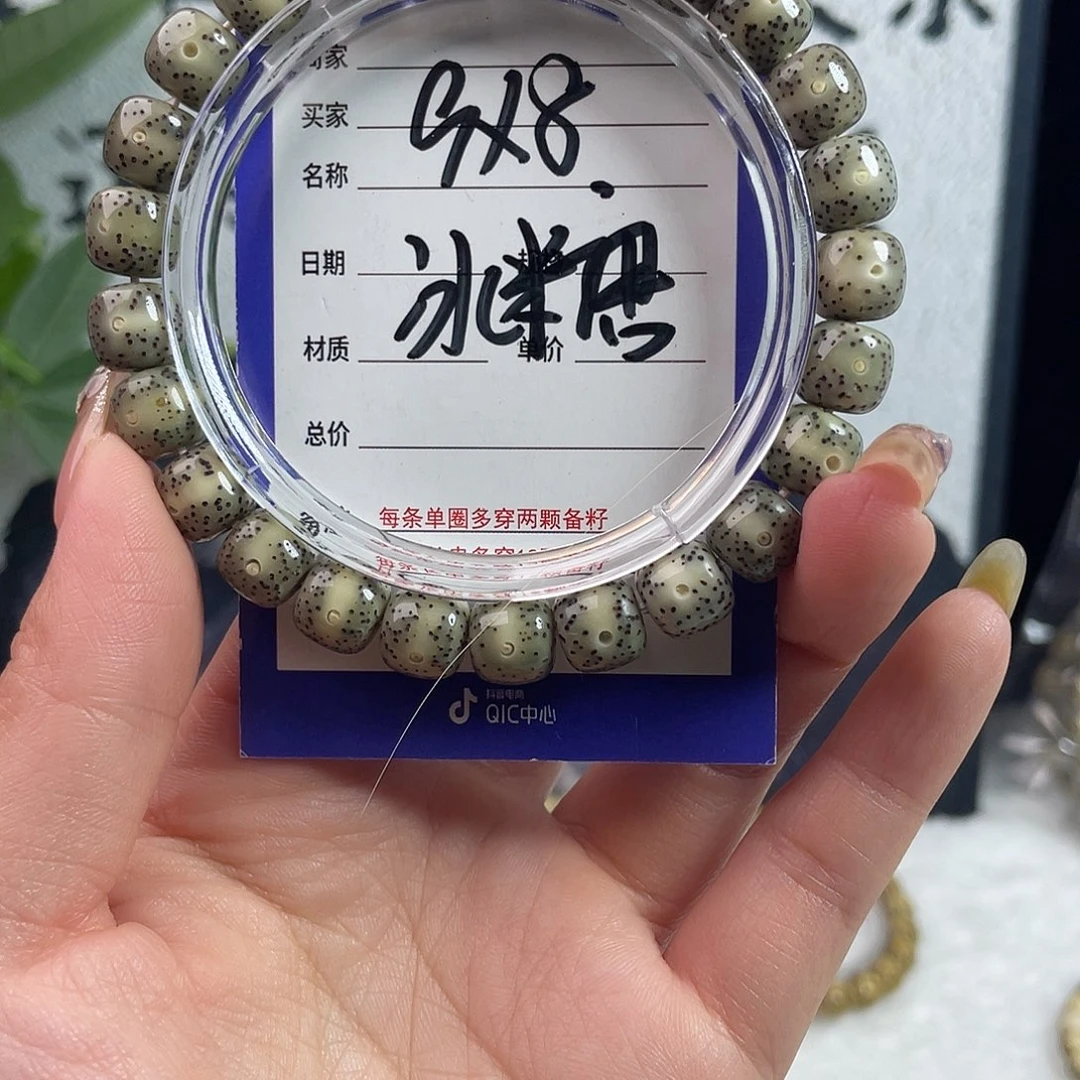 商家
买家
9X8.
名称
日期
冰糖
材质
单价
总价
每条单圈多穿两颗备籽
抖音电商
QIC中心